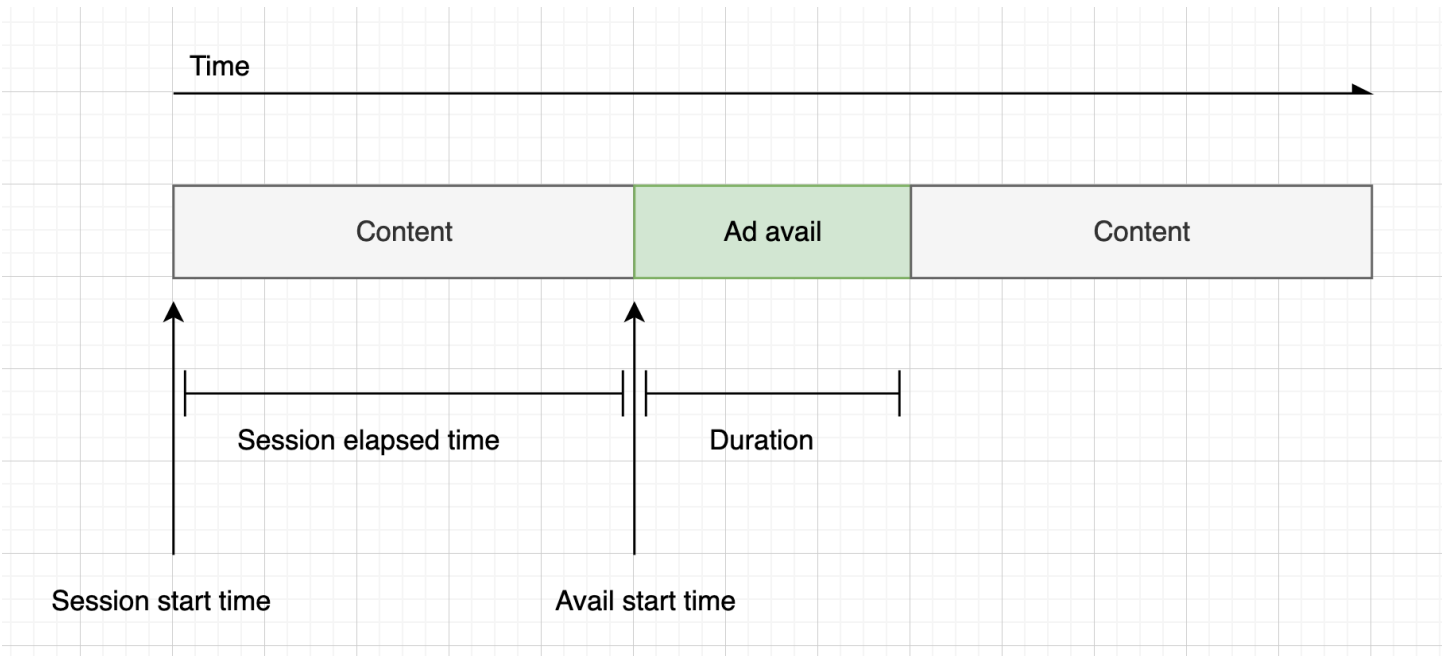 Time
Content
Ad avail
Content
Session elapsed time
Duration
Session start time
Avail start time